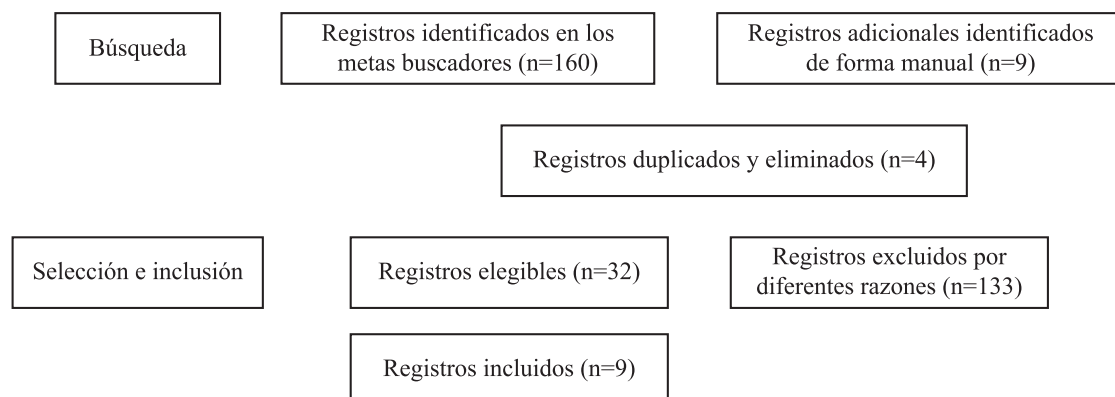 Búsqueda
Registros identificados en los
metas buscadores (n=160)
Registros adicionales identificados
de forma manual (n=9)
Registros duplicados y eliminados (n=4)
Selección e inclusión
Registros elegibles (n=32)
Registros excluidos por
diferentes razones (n=133)
Registros incluidos (n=9)